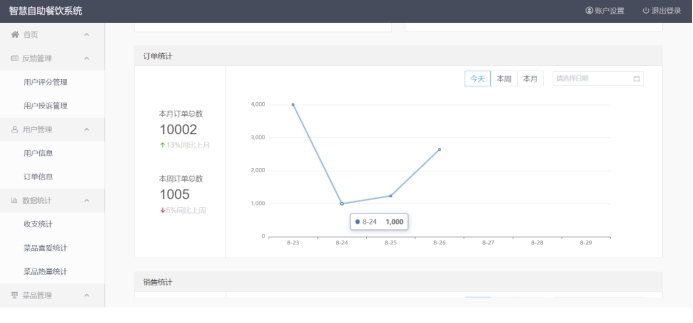 智慧自助餐饮系统
账户设置 退出登录
首页
反馈管理
用户评分管理
用户投诉管理
用户管理
用户信息
订单信息
数据统计
收支统计
菜品喜爱统计
菜品热量统计
菜品管理
订单统计
今天 本周 本月 请选择日期
本月订单总数
10002
13%同比上月
本周订单总数
1005
5%同比上周
4,000
3,000
2,000
1,000
0
8-24 1,000
8-23 8-24 8-25 8-26 8-27 8-28 8-29
销售统计